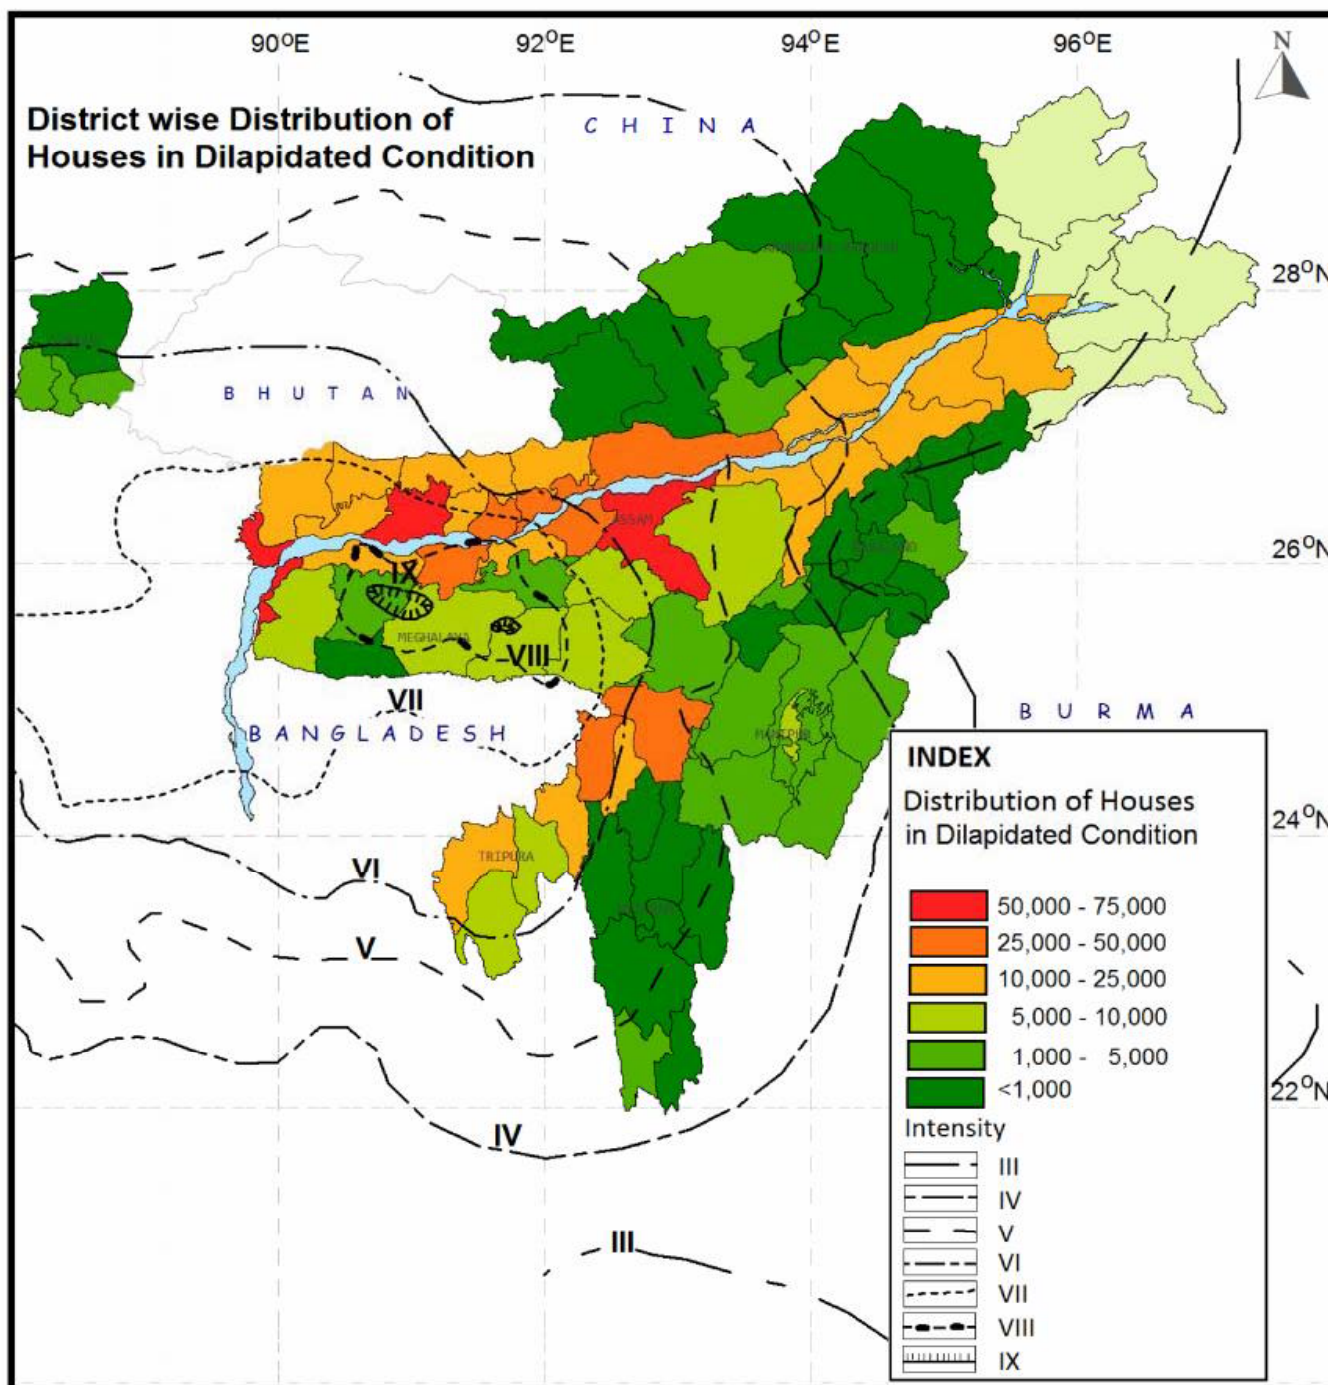 90°E 92°E 94°E 96°E
N
District wise Distribution of
Houses in Dilapidated Condition
CHINA
28°N
BHUTAN
ASSAM
26°N
IX
MEGHALAYA
VIII
VII
BANGLADESH
BURMA
MANIPUR
24°N
TRIPURA
VI
V
22°N
IV
III
INDEX
Distribution of Houses
in Dilapidated Condition
50,000 - 75,000
25,000 - 50,000
10,000 - 25,000
5,000 - 10,000
1,000 - 5,000
<1,000
Intensity
III
IV
V
VI
VII
VIII
IX